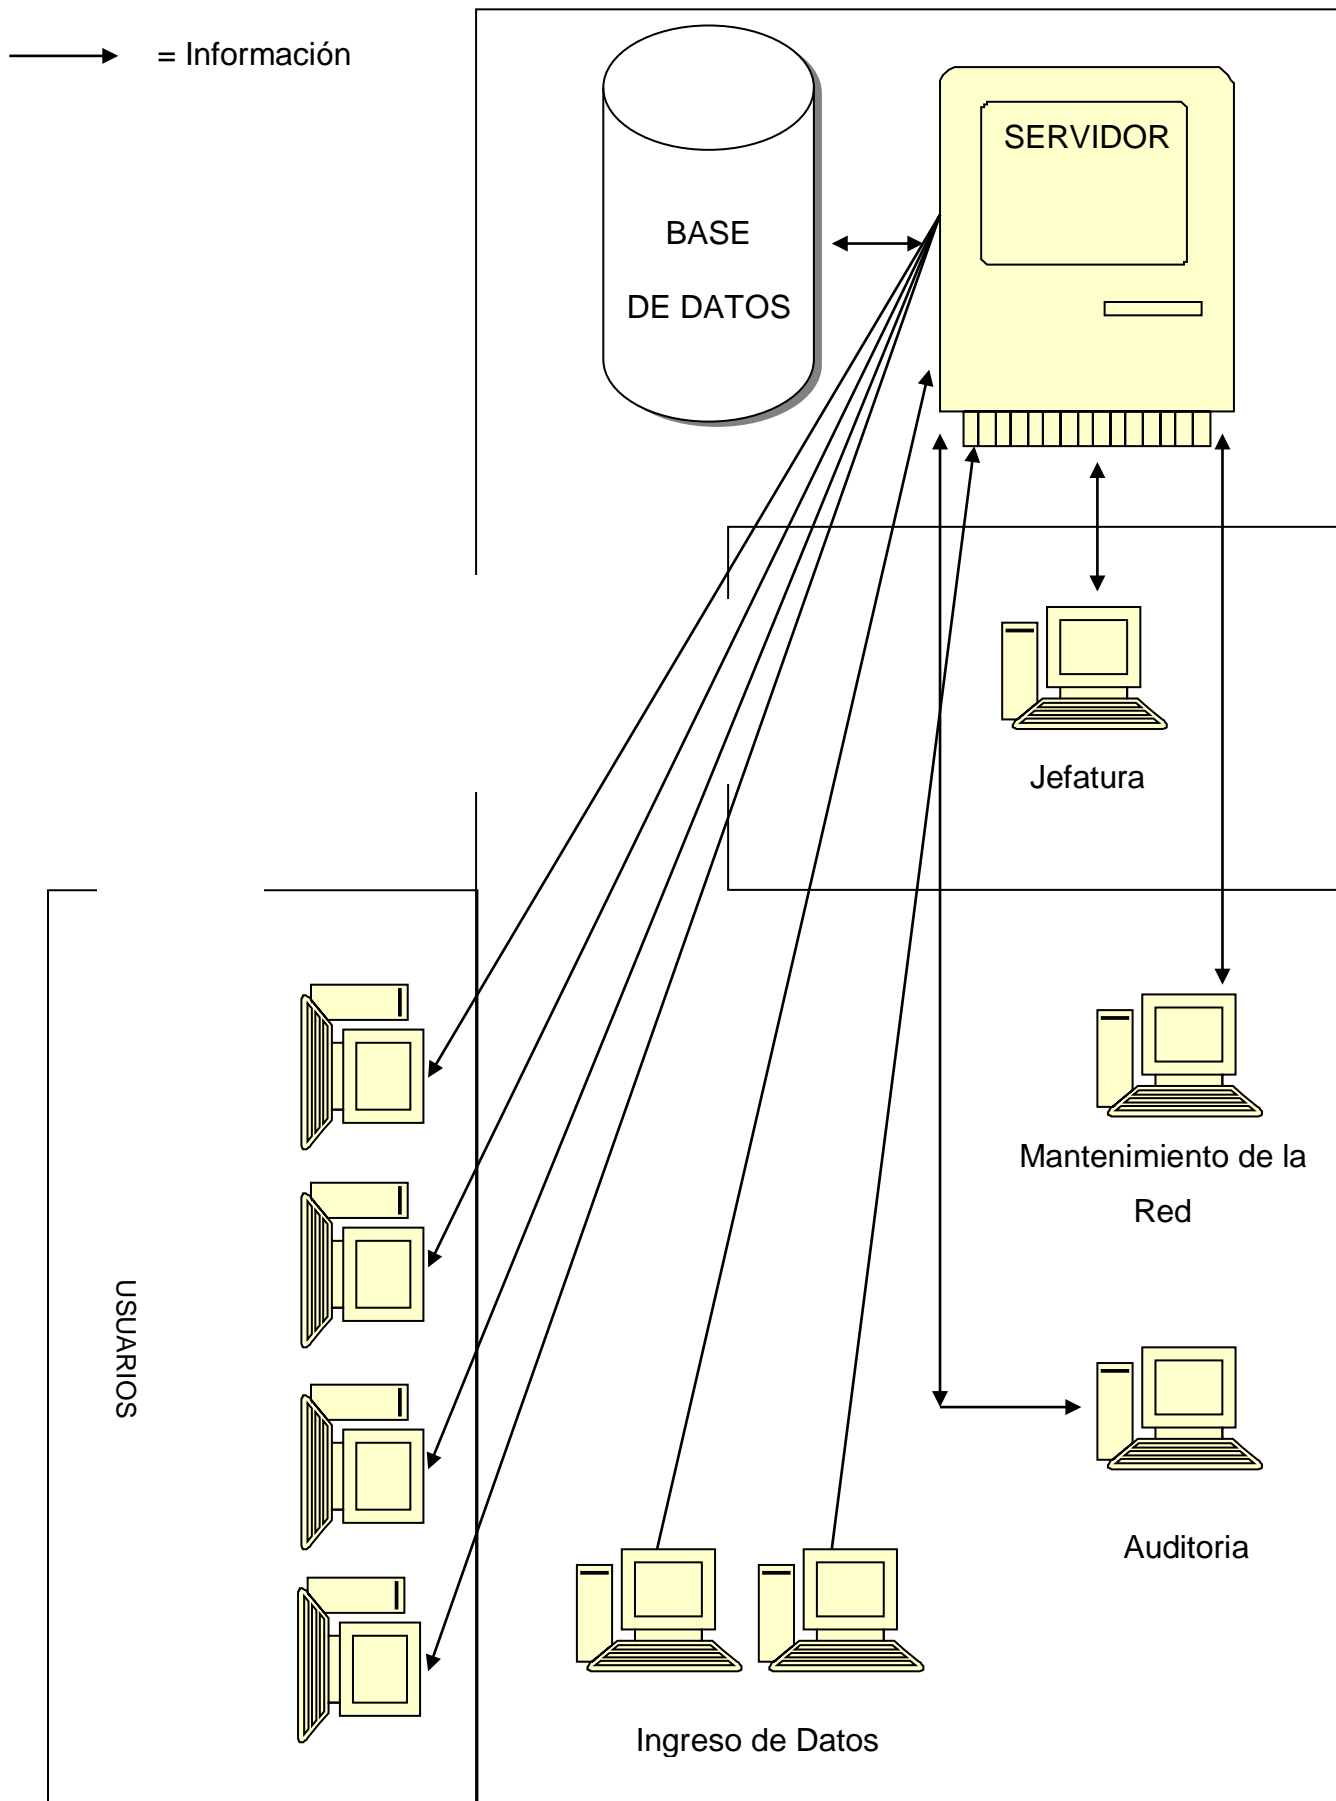 = Información
SERVIDOR
BASE
DE DATOS
Jefatura
Mantenimiento de la
Red
USUARIOS
Auditoria
Ingreso de Datos